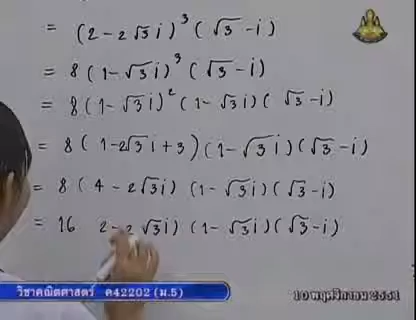 = (2 - 2√3 i)³ (√3 - i)
= 8 (1 - √3 i)³ (√3 - i)
= 8 (1 - √3 i)² (1 - √3 i) (√3 - i)
= 8 (1 - 2√3 i + 3) (1 - √3 i) (√3 - i)
= 8 (4 - 2√3 i) (1 - √3 i) (√3 - i)
= 16 2 - 2√3 i) (1 - √3 i) (√3 - i)
วิชาคณิตศาสตร์ ค42202 (ม.5)
10 พฤศจิกายน 2551